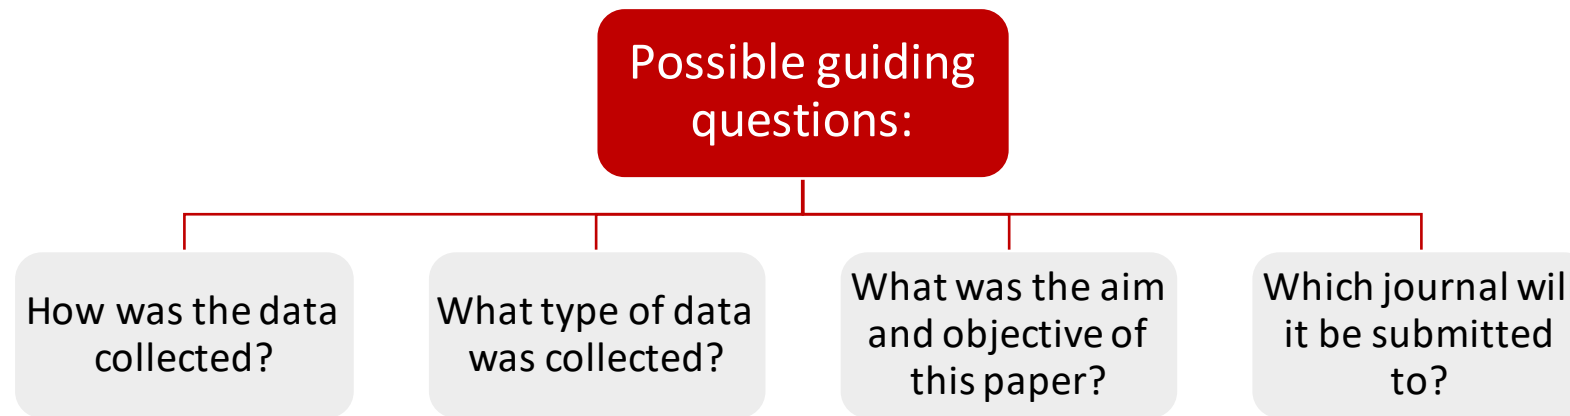 Possible guiding
questions:
How was the data
collected?
What type of data
was collected?
What was the aim
and objective of
this paper?
Which journal wil
it be submitted
to?